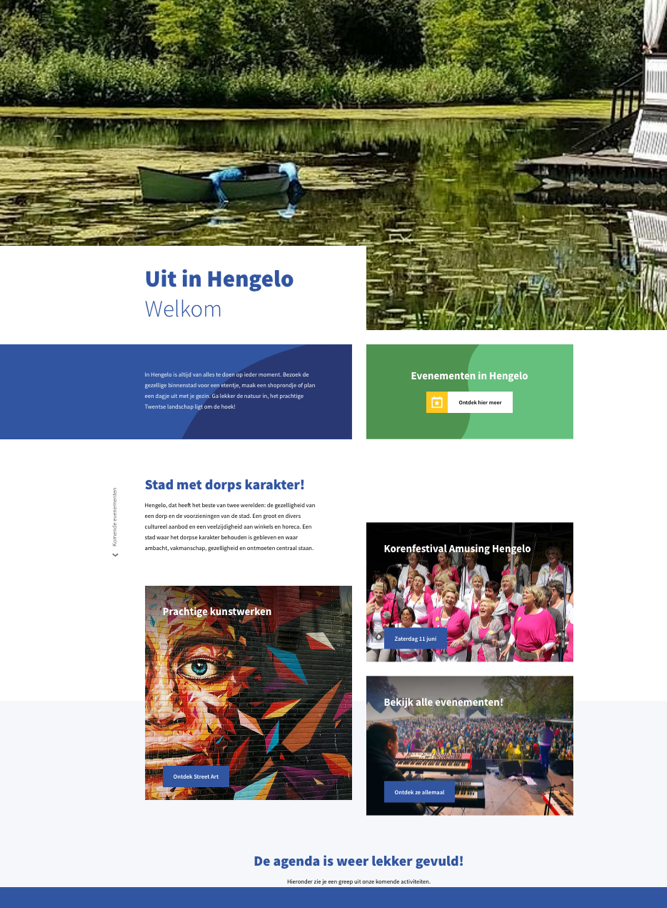 Uit in Hengelo
Welkom
In Hengelo is altijd van alles te doen op ieder moment. Bezoek de
gezellige binnenstad voor een etentje, maak een shoprondje of plan
een dagje uit met je gezin. Ga lekker de natuur in, het prachtige
Twentse landschap ligt om de hoek!
Evenementen in Hengelo
Ontdek hier meer
Komende evenementen
Stad met dorps karakter!
Hengelo, dat heeft het beste van twee werelden: de gezelligheid van
een dorp en de voorzieningen van de stad. Een groot en divers
cultureel aanbod en een veelzijdigheid aan winkels en horeca. Een
stad waar het dorpse karakter behouden is gebleven en waar
ambacht, vakmanschap, gezelligheid en ontmoeten centraal staan.
Korenfestival Amusing Hengelo
Zaterdag 11 juni
Prachtige kunstwerken
Ontdek Street Art
Bekijk alle evenementen!
Ontdek ze allemaal
De agenda is weer lekker gevuld!
Hieronder zie je een greep uit onze komende activiteiten.